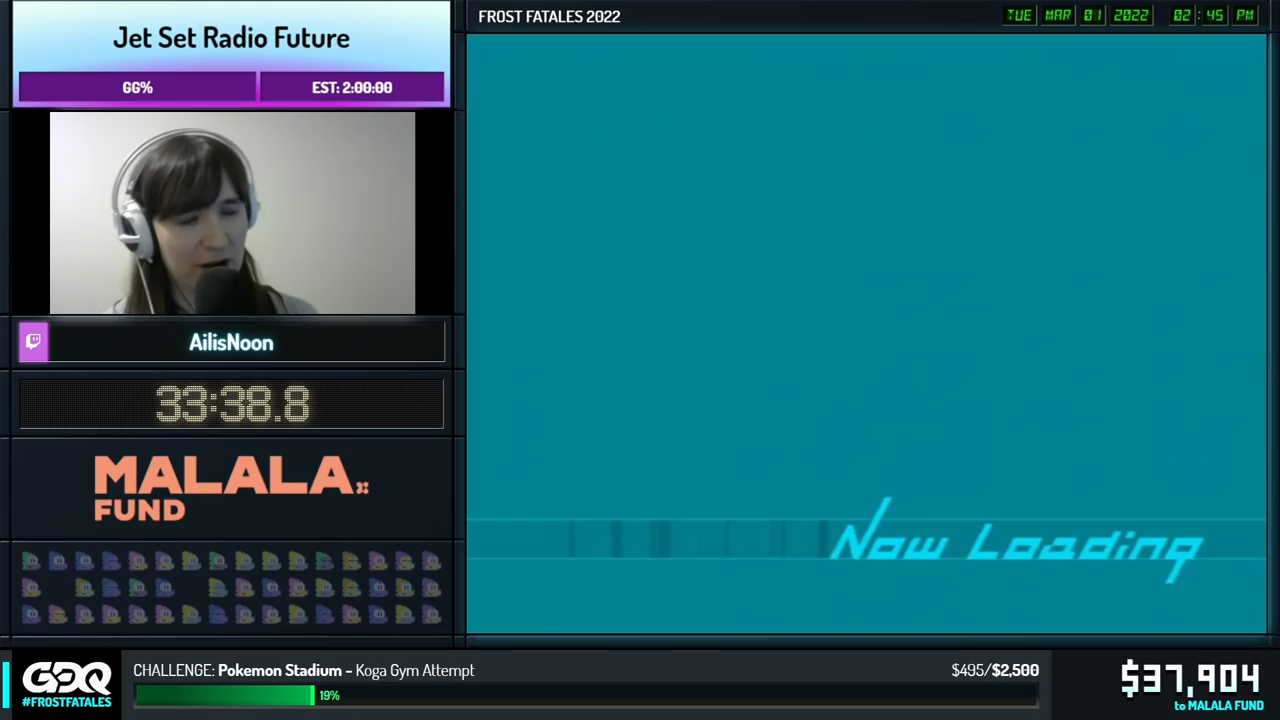 Jet Set Radio Future
GG%
EST: 2:00:00
FROST FATALES 2022
TUE MAR 01 2022 02:45 PM
AilisNoon
33:38.8
MALALA
FUND
Now Loading
GDQ
#FROSTFATALES
CHALLENGE: Pokemon Stadium - Koga Gym Attempt
$495/$2,500
19%
$37,904
to MALALA FUND